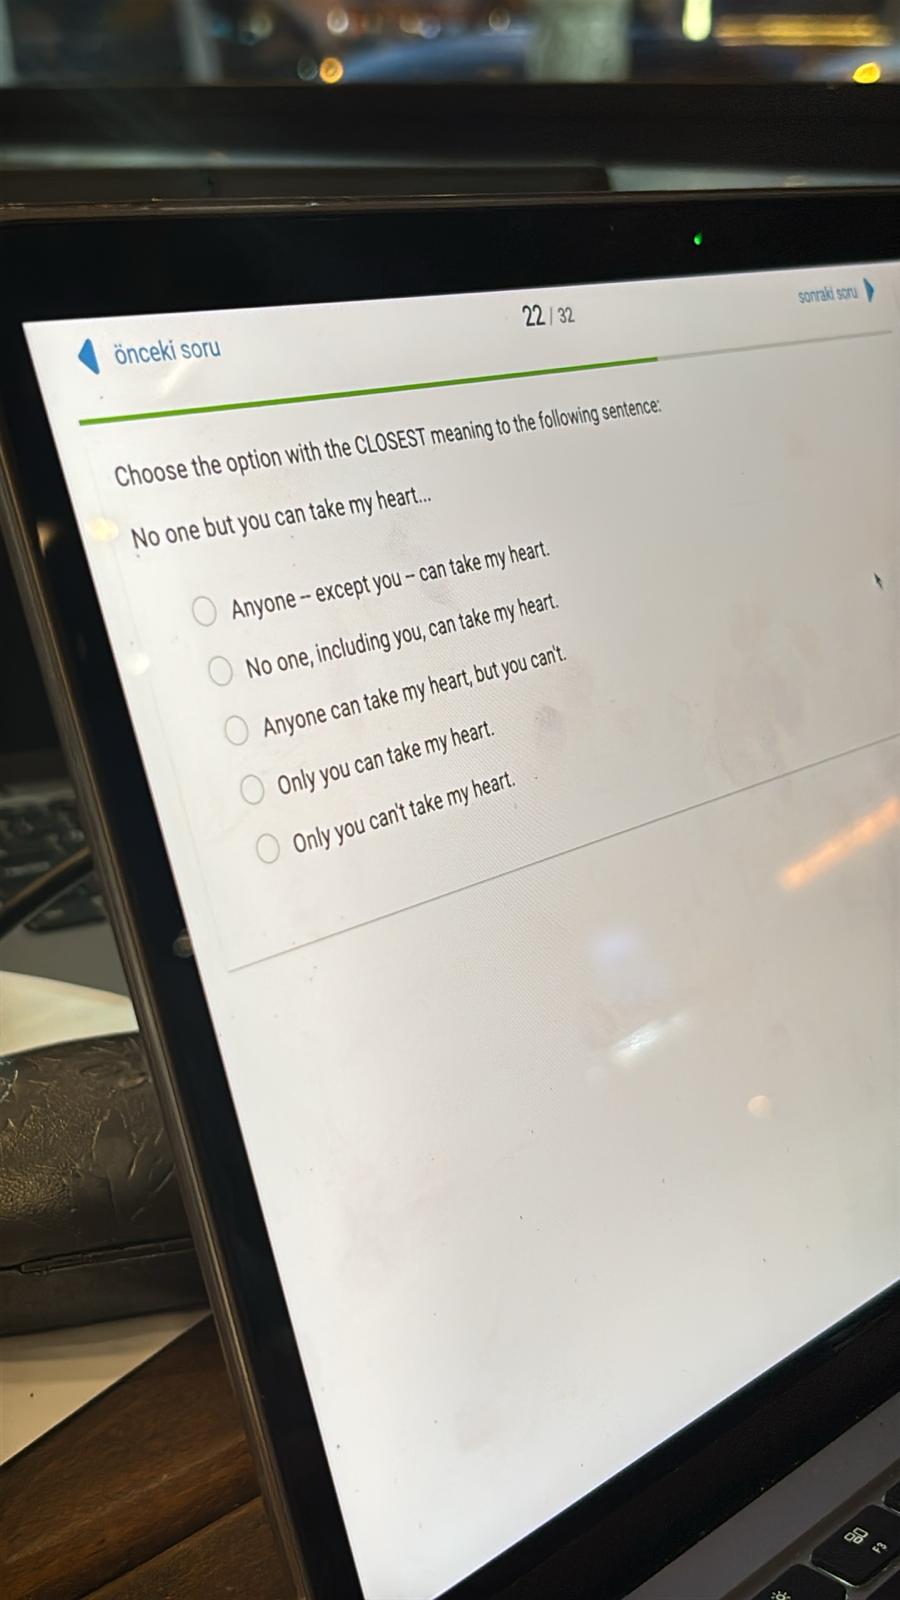 önceki soru
22 / 32
sonraki soru
Choose the option with the CLOSEST meaning to the following sentence:
No one but you can take my heart...
Anyone -- except you -- can take my heart.
No one, including you, can take my heart.
Anyone can take my heart, but you can't.
Only you can take my heart.
Only you can't take my heart.
F3